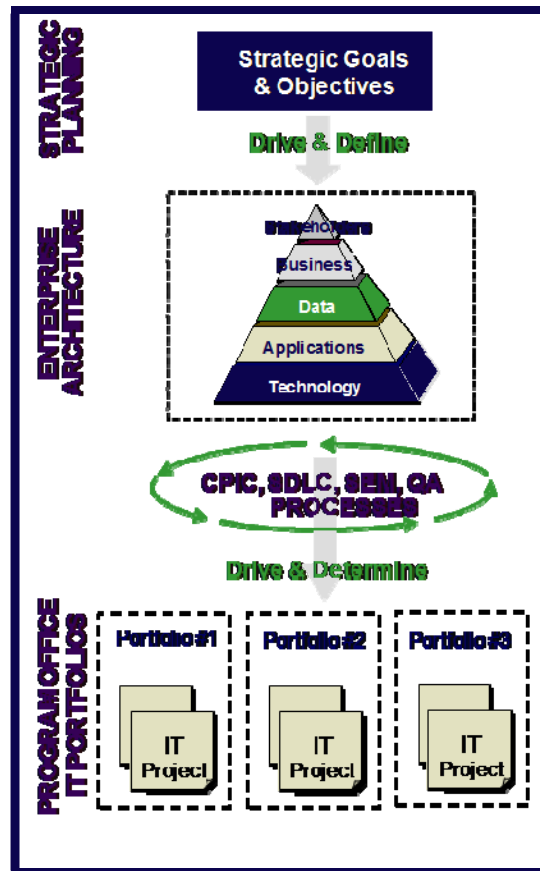 STRATEGIC
PLANNING
Strategic Goals
& Objectives
Drive & Define
ENTERPRISE
ARCHITECTURE
Stakeholders
Business
Data
Applications
Technology
CPIC, SDLC, SEM, QA
PROCESSES
Drive & Determine
PROGRAM OFFICE
IT PORTFOLIOS
Portfolio #1
Portfolio #2
Portfolio #3
IT
Project
IT
Project
IT
Project